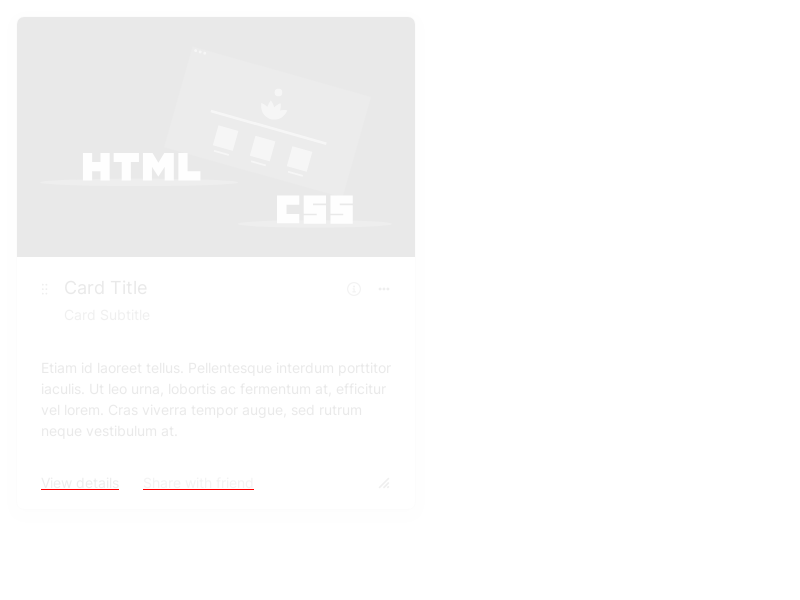 HTML
CSS
Card Title
Card Subtitle
Etiam id laoreet tellus. Pellentesque interdum porttitor
iaculis. Ut leo urna, lobortis ac fermentum at, efficitur
vel lorem. Cras viverra tempor augue, sed rutrum
neque vestibulum at.
View details Share with friend